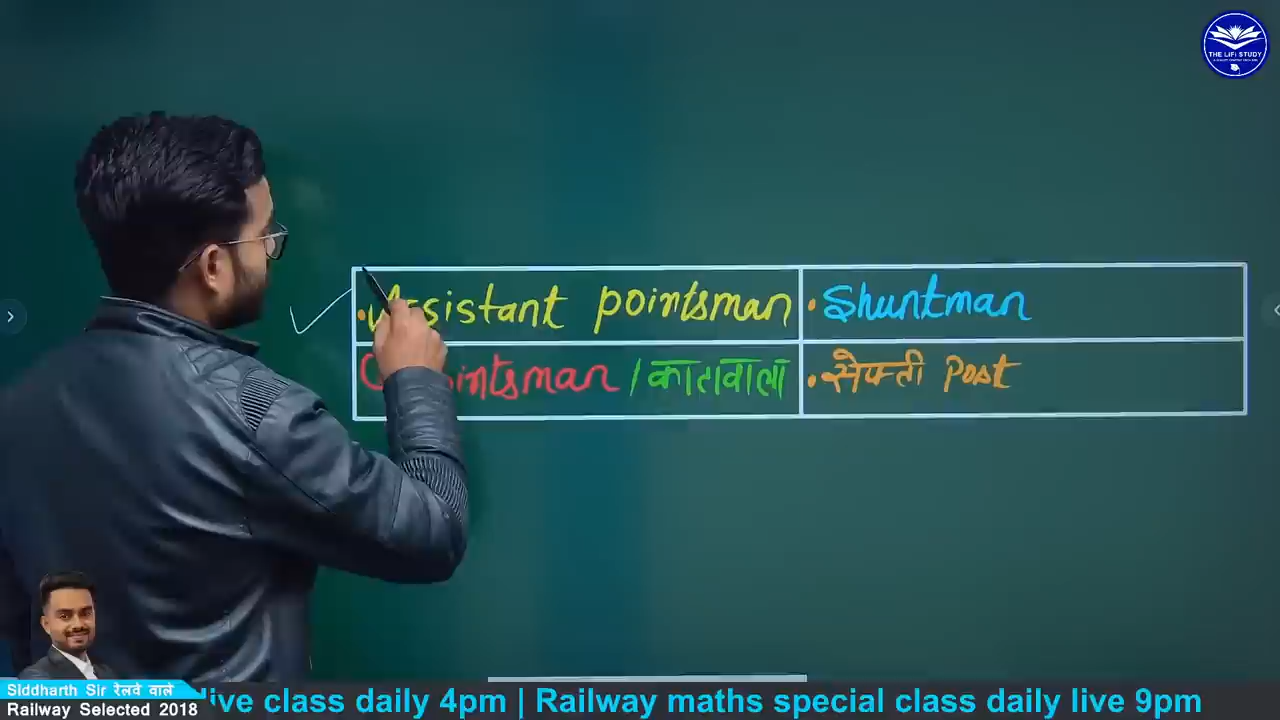 THE LIFI STUDY
• Assistant pointsman
• Shuntman
pointsman / काटावाला
• सेफ्टी Post
Siddharth Sir रेलवे वाले
Railway Selected 2018
live class daily 4pm | Railway maths special class daily live 9pm